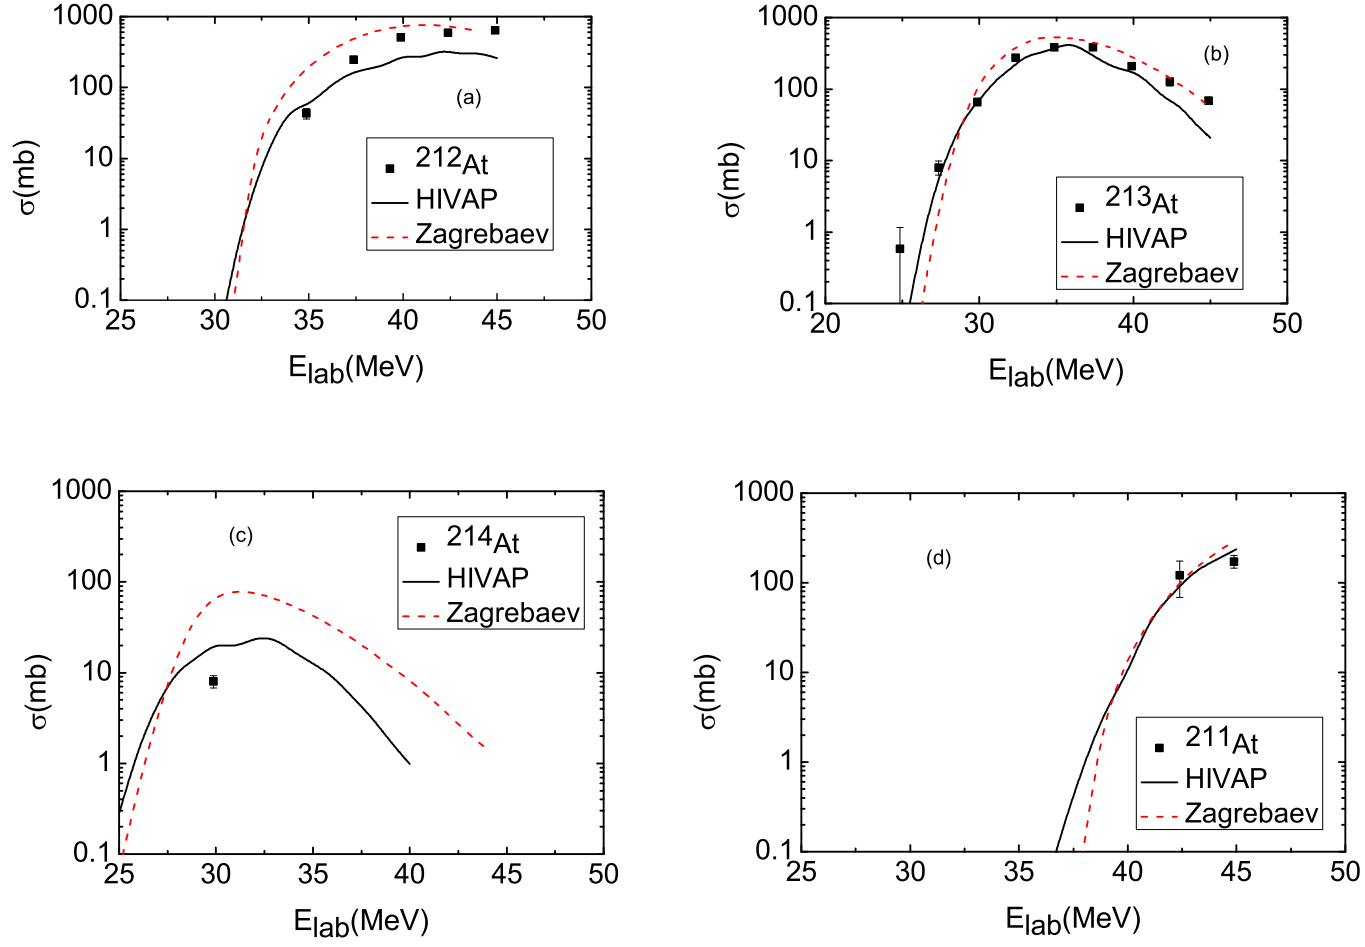 1000
100
10
1
0.1
σ(mb)
(a)
212At
HIVAP
Zagrebaev
25 30 35 40 45 50
Elab(MeV)
1000
100
10
1
0.1
σ(mb)
(b)
213At
HIVAP
Zagrebaev
20 30 40 50
Elab(MeV)
1000
100
10
1
0.1
σ(mb)
(c)
214At
HIVAP
Zagrebaev
25 30 35 40 45 50
Elab(MeV)
1000
100
10
1
0.1
σ(mb)
(d)
211At
HIVAP
Zagrebaev
25 30 35 40 45 50
Elab(MeV)